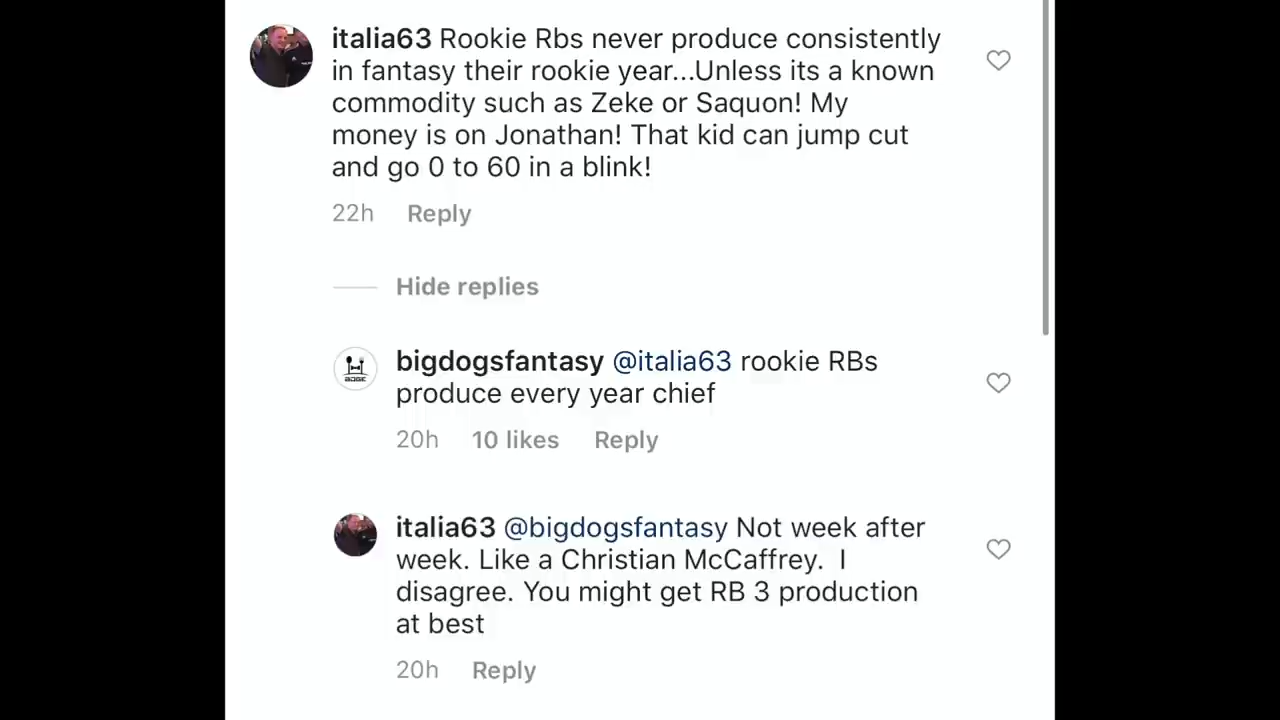 italia63 Rookie Rbs never produce consistently
in fantasy their rookie year...Unless its a known
commodity such as Zeke or Saquon! My
money is on Jonathan! That kid can jump cut
and go 0 to 60 in a blink!
22h Reply
Hide replies
bigdogsfantasy @italia63 rookie RBs
produce every year chief
20h 10 likes Reply
italia63 @bigdogsfantasy Not week after
week. Like a Christian McCaffrey. I
disagree. You might get RB 3 production
at best
20h Reply